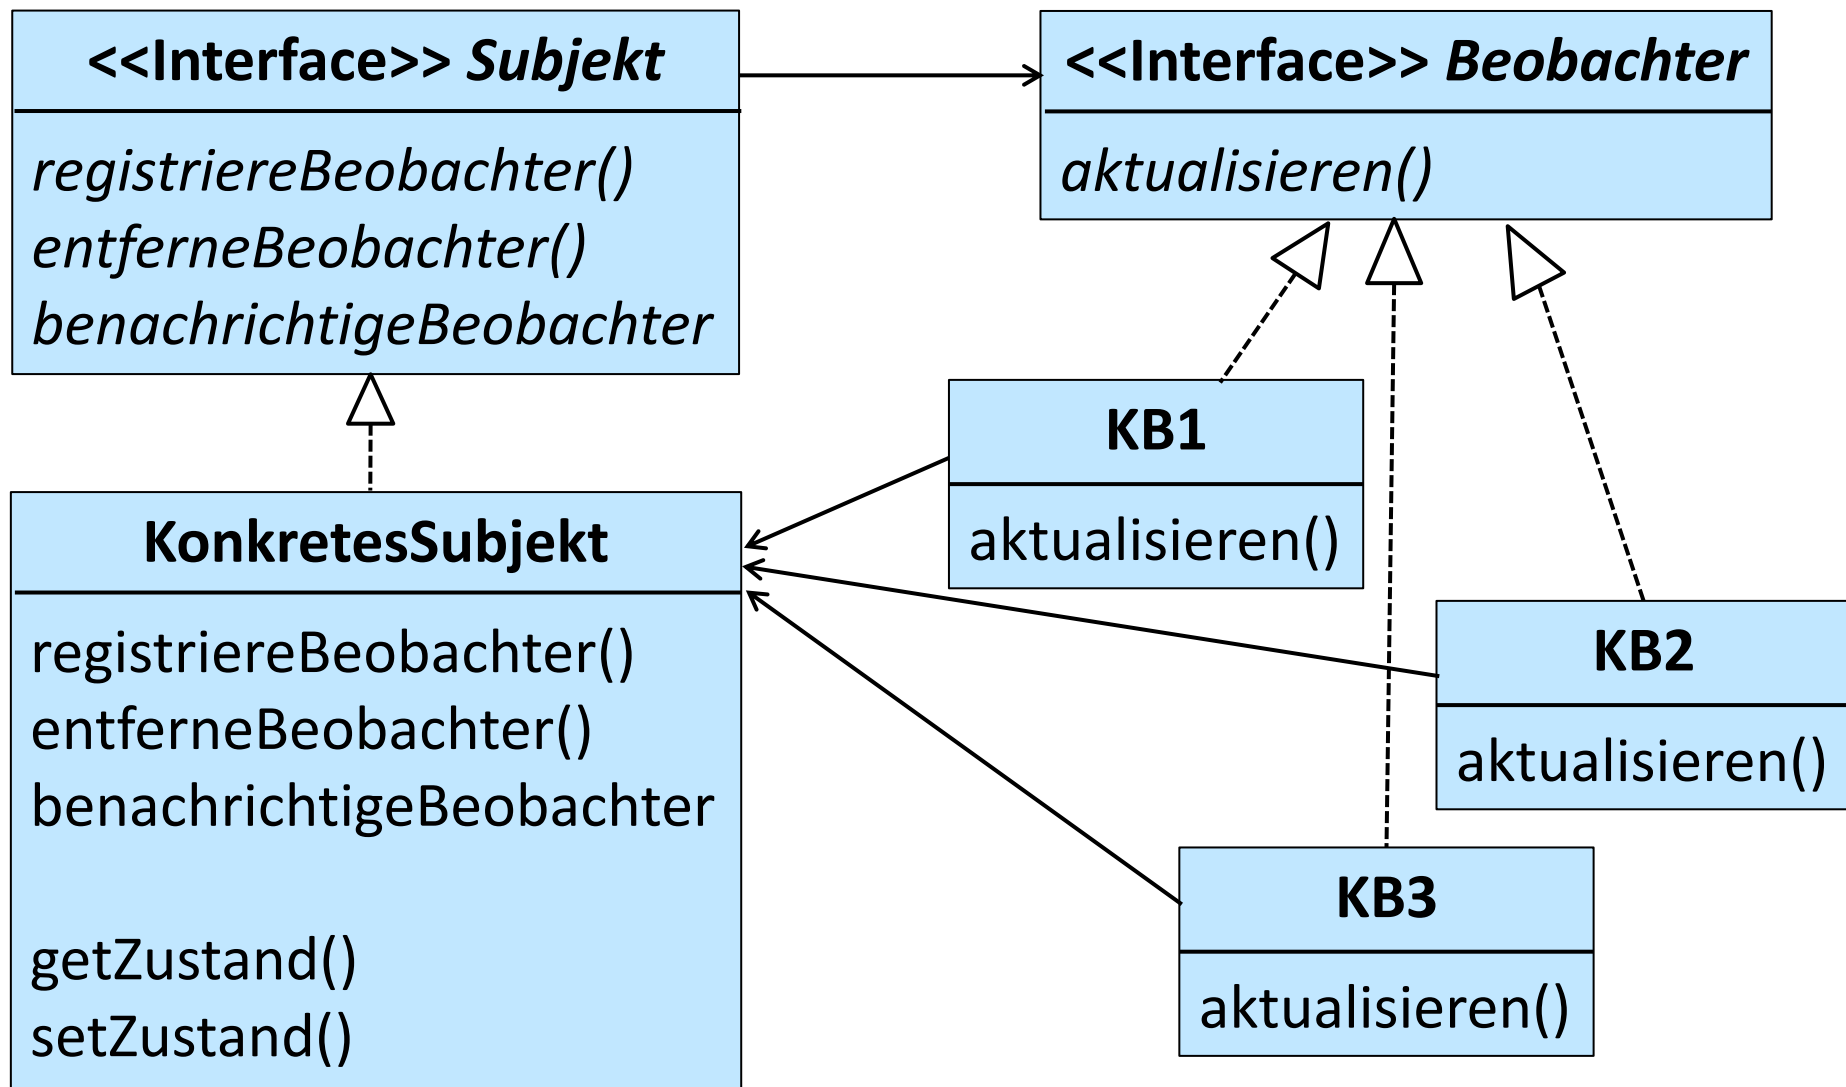 <<Interface>> Subjekt
registriereBeobachter()
entferneBeobachter()
benachrichtigeBeobachter
<<Interface>> Beobachter
aktualisieren()
KB1
aktualisieren()
KonkretesSubjekt
registriereBeobachter()
entferneBeobachter()
benachrichtigeBeobachter
getZustand()
setZustand()
KB2
aktualisieren()
KB3
aktualisieren()